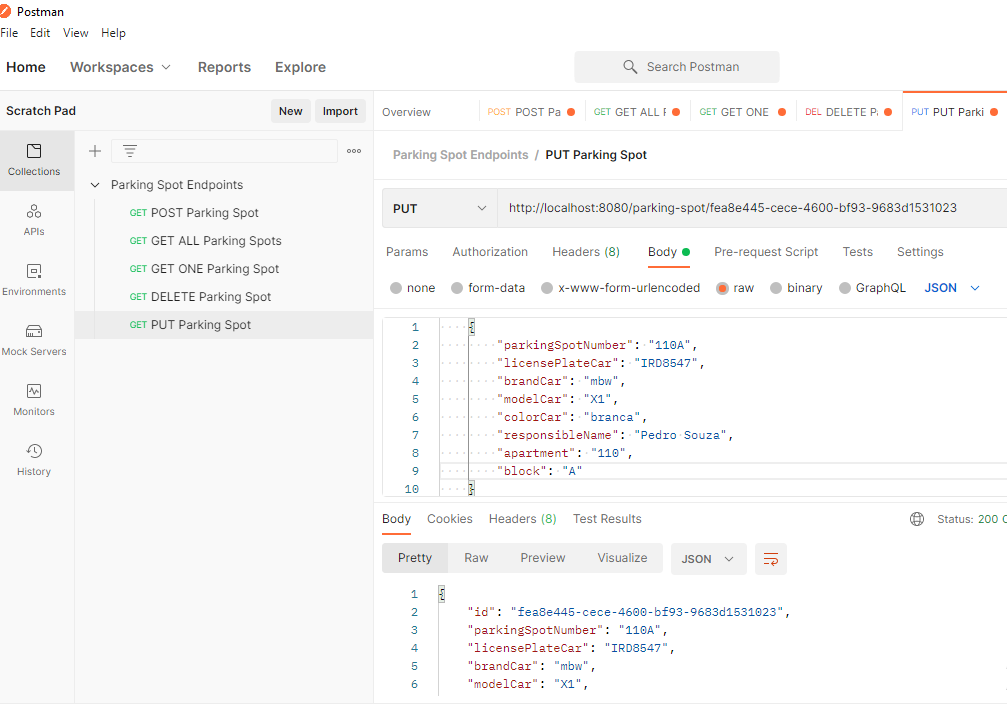 Postman
File Edit View Help
Home Workspaces Reports Explore Search Postman
Scratch Pad New Import
Overview POST POST Pa GET GET ALL F GET GET ONE DEL DELETE Pa PUT PUT Parki
Collections
APIs
Environments
Mock Servers
Monitors
History
Parking Spot Endpoints
GET POST Parking Spot
GET GET ALL Parking Spots
GET GET ONE Parking Spot
GET DELETE Parking Spot
GET PUT Parking Spot
Parking Spot Endpoints / PUT Parking Spot
PUT http://localhost:8080/parking-spot/fea8e445-cece-4600-bf93-9683d1531023
Params Authorization Headers (8) Body Pre-request Script Tests Settings
none form-data x-www-form-urlencoded raw binary GraphQL JSON
1 {
2 "parkingSpotNumber": "110A",
3 "licensePlateCar": "IRD8547",
4 "brandCar": "mbw",
5 "modelCar": "X1",
6 "colorCar": "branca",
7 "responsibleName": "Pedro Souza",
8 "apartment": "110",
9 "block": "A"
10 }
Body Cookies Headers (8) Test Results Status: 200
Pretty Raw Preview Visualize JSON
1 {
2 "id": "fea8e445-cece-4600-bf93-9683d1531023",
3 "parkingSpotNumber": "110A",
4 "licensePlateCar": "IRD8547",
5 "brandCar": "mbw",
6 "modelCar": "X1",